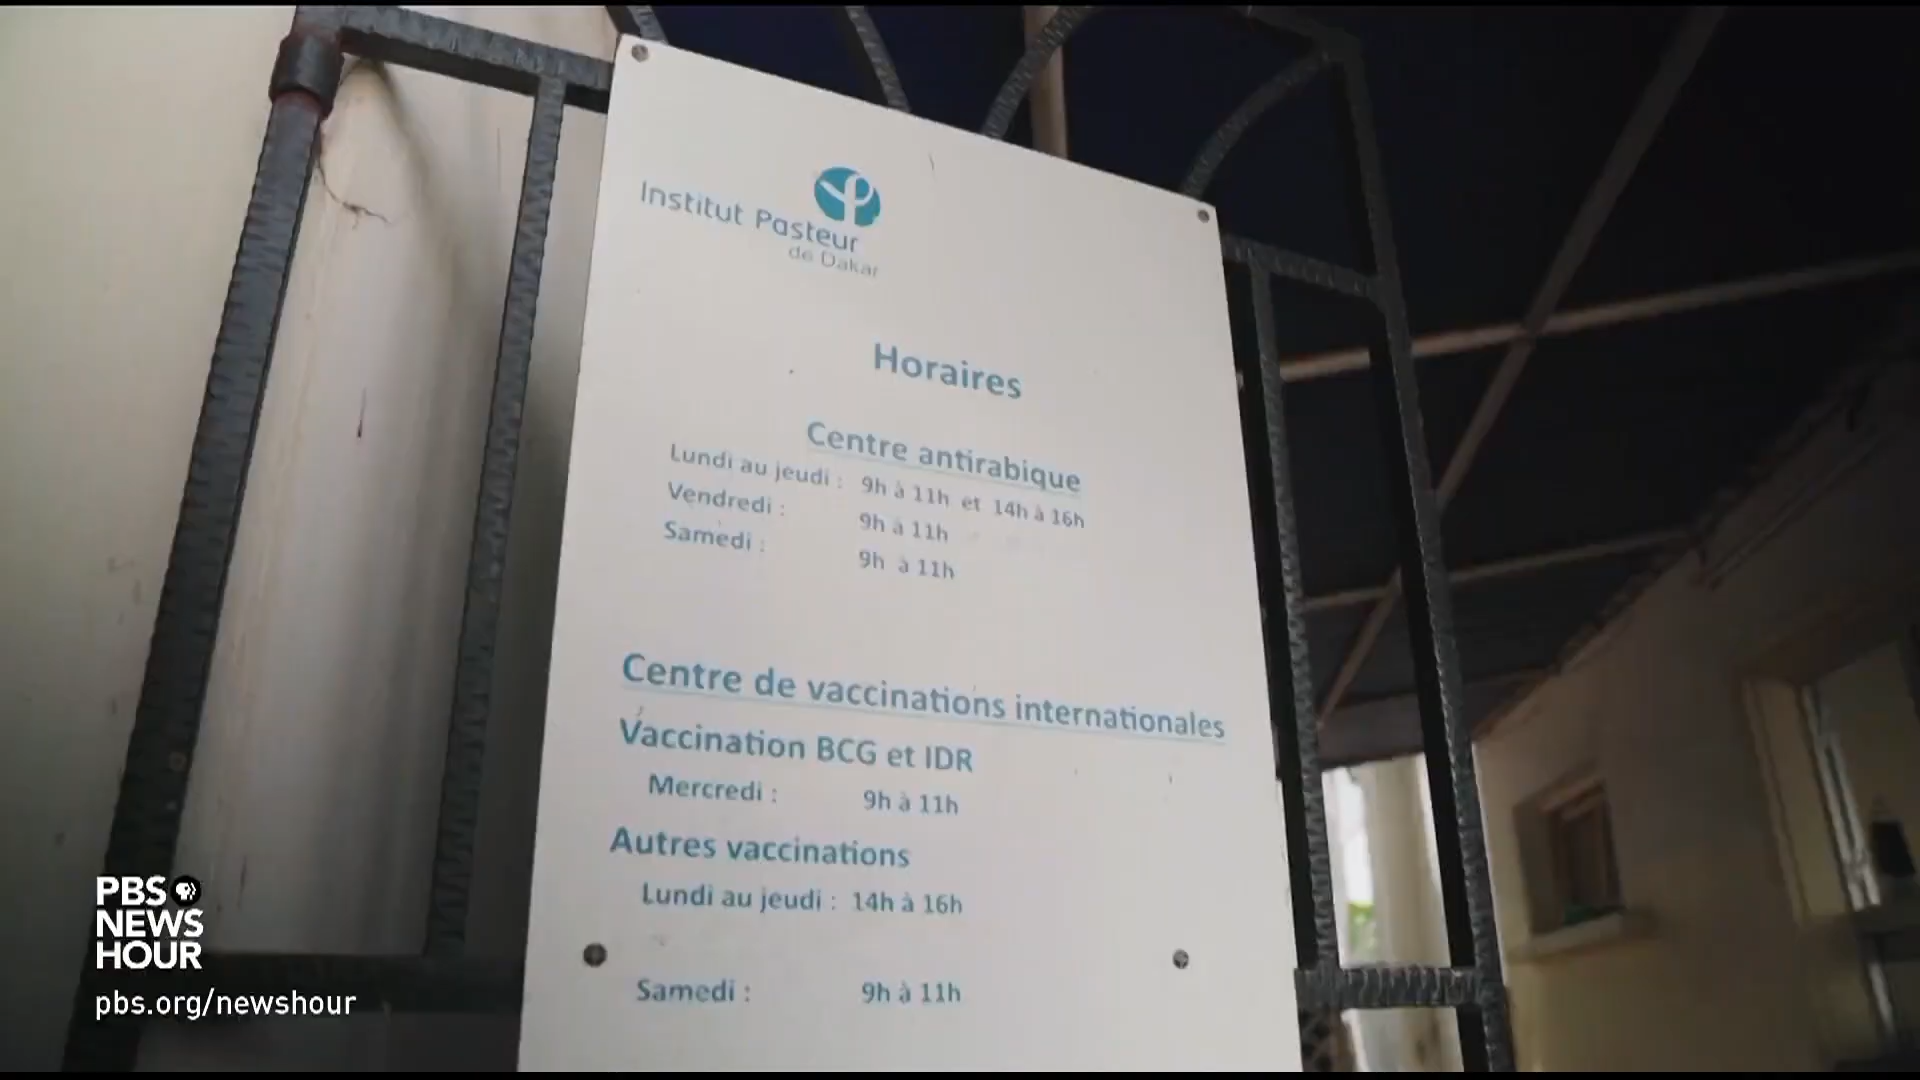 Institut Pasteur
de Dakar
Horaires
Centre antirabique
Lundi au jeudi : 9h à 11h et 14h à 16h
Vendredi : 9h à 11h
Samedi : 9h à 11h
Centre de vaccinations internationales
Vaccination BCG et IDR
Mercredi : 9h à 11h
Autres vaccinations
Lundi au jeudi : 14h à 16h
Samedi : 9h à 11h
PBS
NEWS
HOUR
pbs.org/newshour